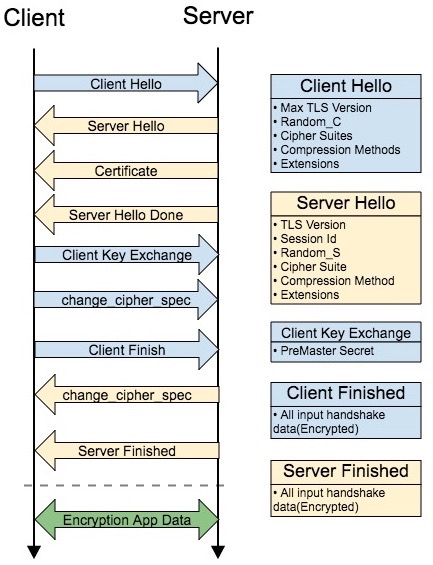 Client
Server
Client Hello
Server Hello
Certificate
Server Hello Done
Client Key Exchange
change_cipher_spec
Client Finish
change_cipher_spec
Server Finished
Encryption App Data
Client Hello
• Max TLS Version
• Random_C
• Cipher Suites
• Compression Methods
• Extensions
Server Hello
• TLS Version
• Session Id
• Random_S
• Cipher Suite
• Compression Method
• Extensions
Client Key Exchange
• PreMaster Secret
Client Finished
• All input handshake
data(Encrypted)
Server Finished
• All input handshake
data(Encrypted)